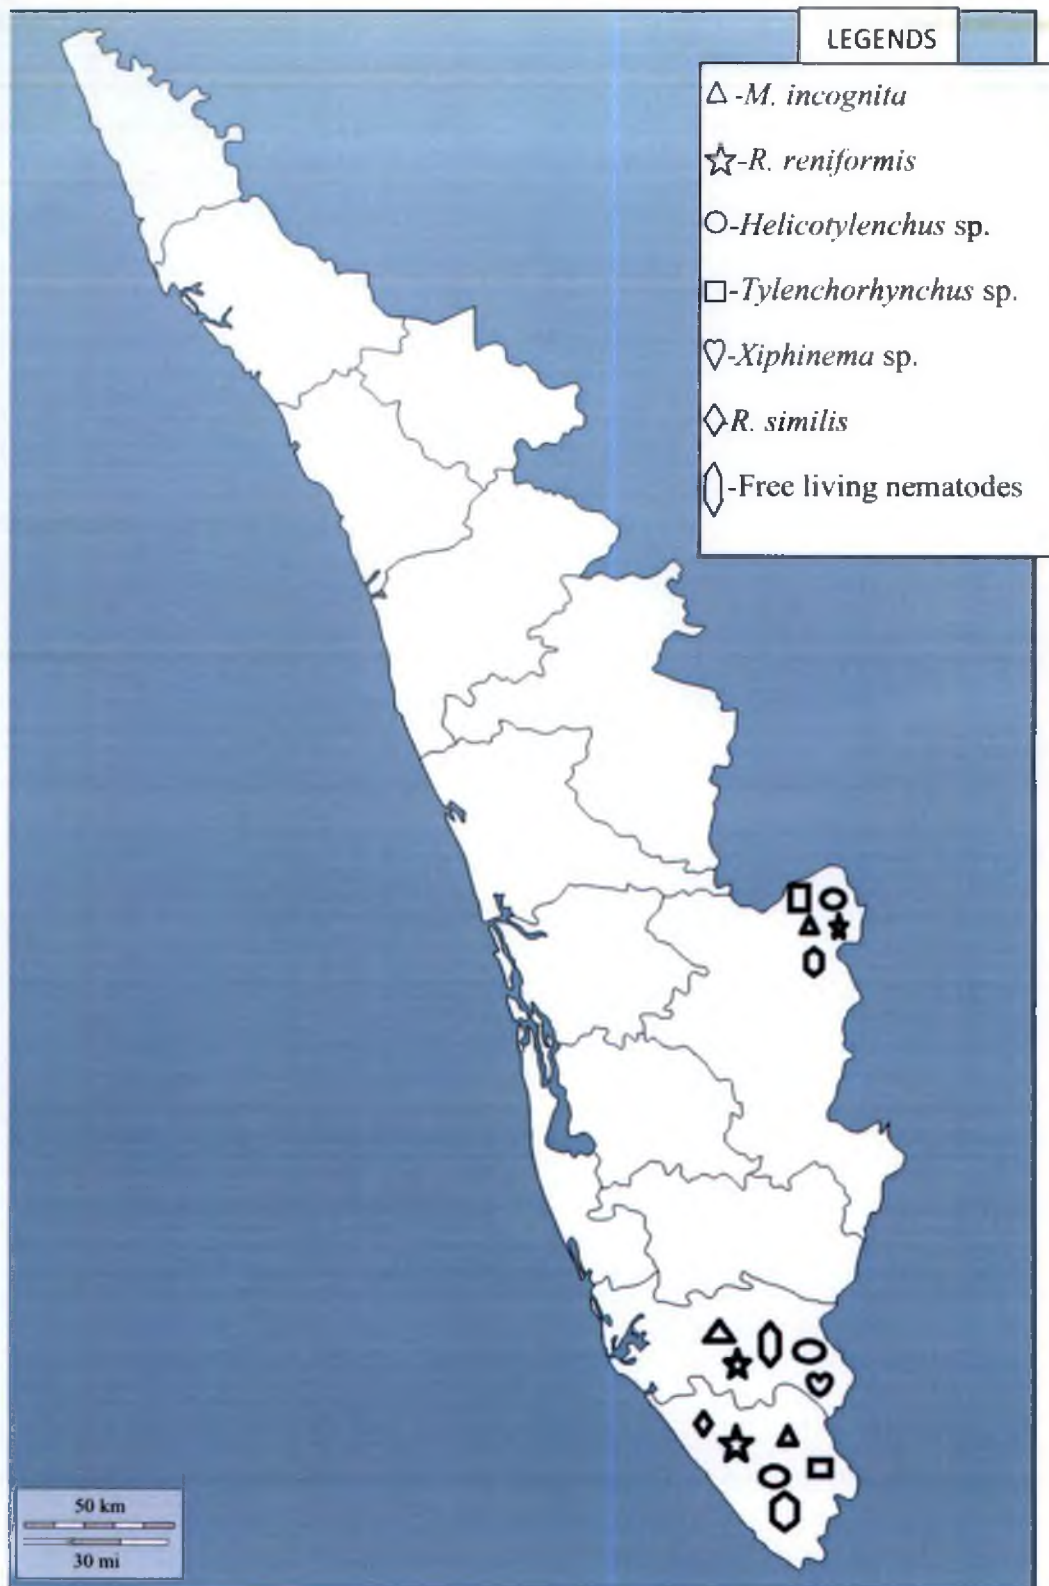 LEGENDS
-M. incognita
-R. reniformis
-Helicotylenchus sp.
-Tylenchorhynchus sp.
-Xiphinema sp.
R. similis
-Free living nematodes
50 km
30 mi